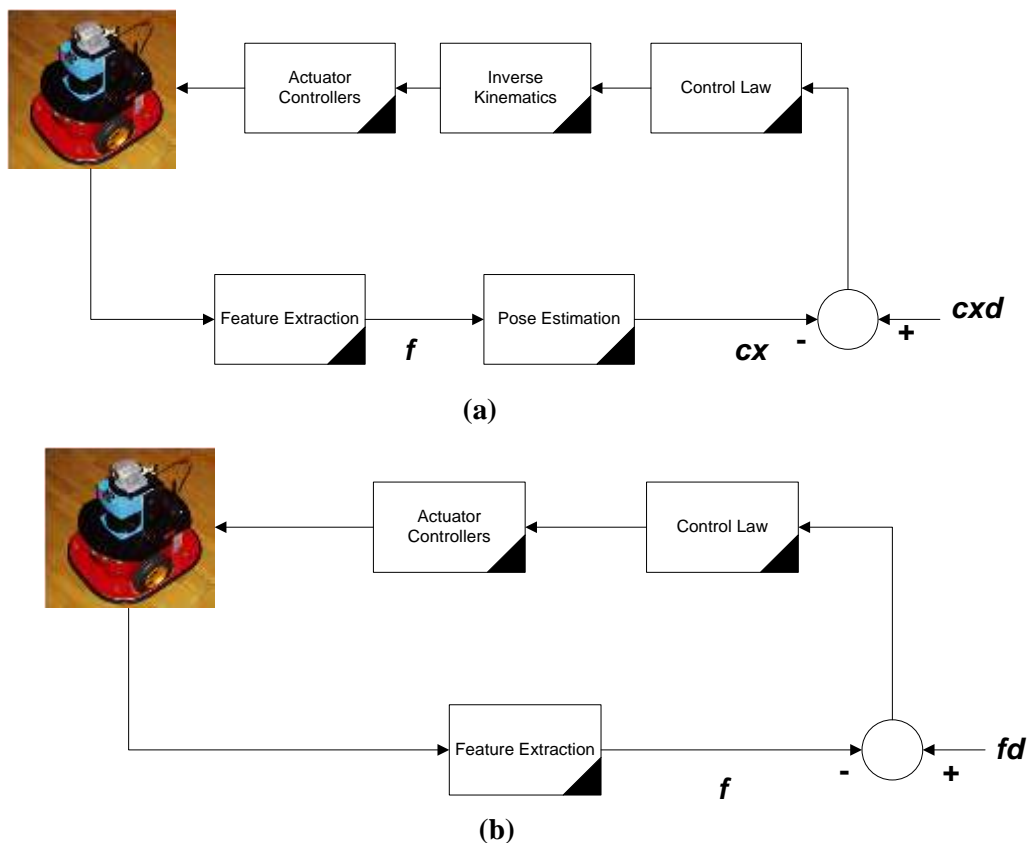 Actuator
Controllers
Inverse
Kinematics
Control Law
Feature Extraction
f
Pose Estimation
cx
-
+
cxd
(a)
Actuator
Controllers
Control Law
Feature Extraction
f
-
+
fd
(b)